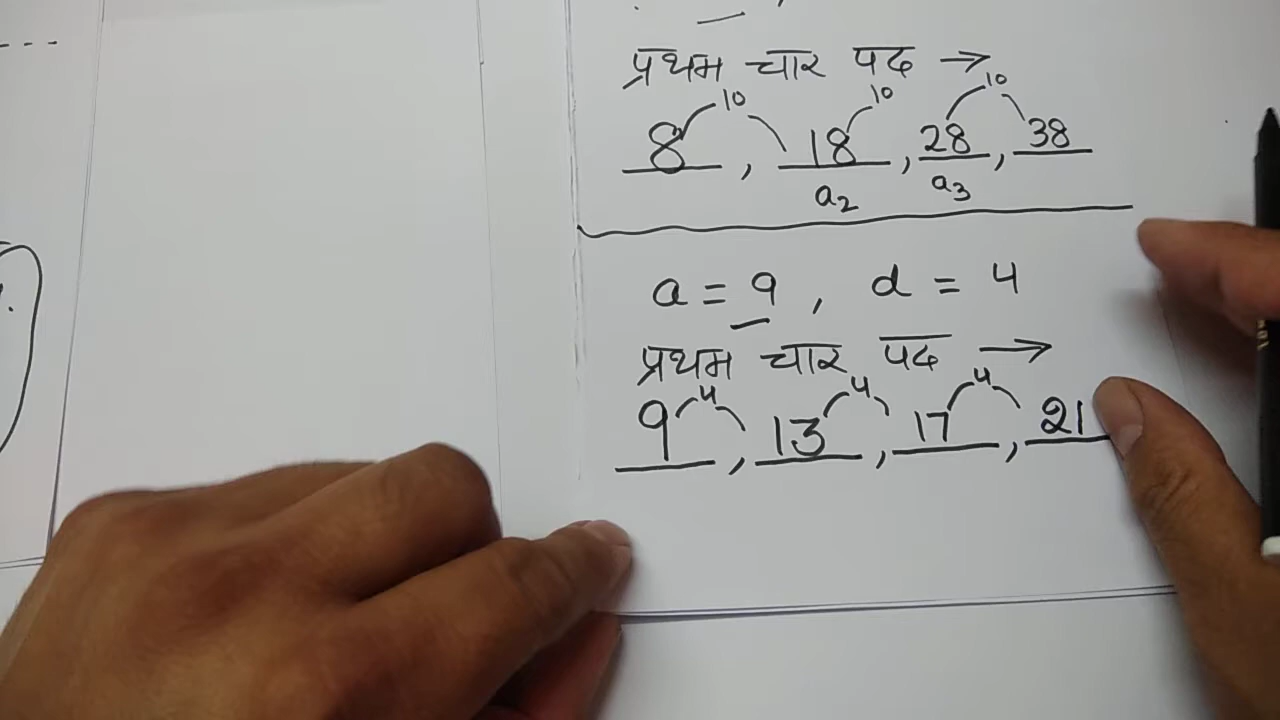 प्रथम चार पद →
10 10 10
8, 18, 28, 38
a2 a3
a = 9, d = 4
प्रथम चार पद →
4 4 4
9, 13, 17, 21